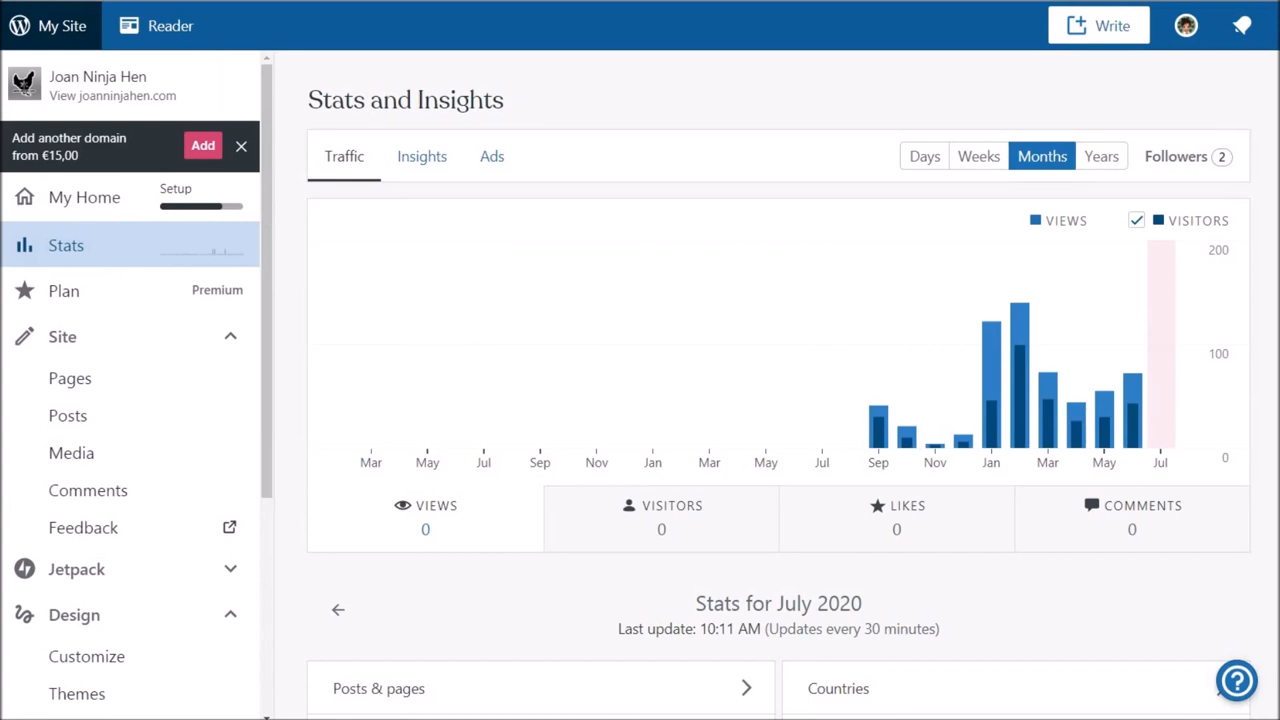 My Site
Reader
Write
Joan Ninja Hen
View joanninjahen.com
Add another domain
from €15,00
Add
My Home
Setup
Stats
Plan
Premium
Site
Pages
Posts
Media
Comments
Feedback
Jetpack
Design
Customize
Themes
Stats and Insights
Traffic Insights Ads
Days Weeks Months Years
Followers 2
VIEWS VISITORS
200
100
0
Mar May Jul Sep Nov Jan Mar May Jul Sep Nov Jan Mar May Jul
VIEWS
0
VISITORS
0
LIKES
0
COMMENTS
0
Stats for July 2020
Last update: 10:11 AM (Updates every 30 minutes)
Posts & pages
Countries